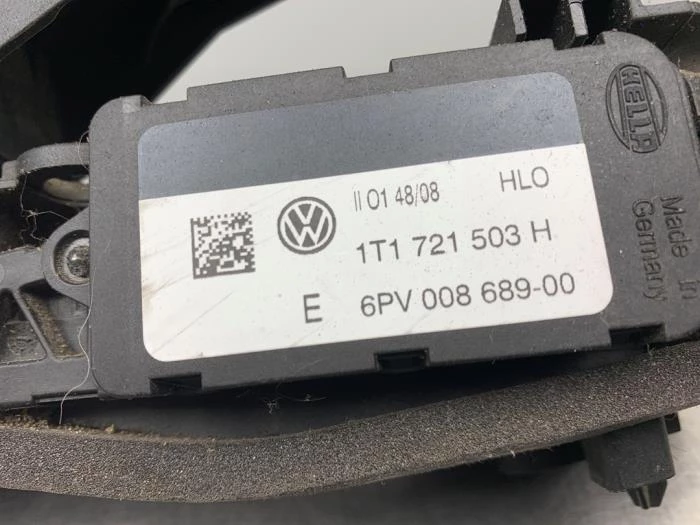 II 01 48/08 HLO
1T1 721 503 H
E 6PV 008 689-00
HELLA
Made In
Germany